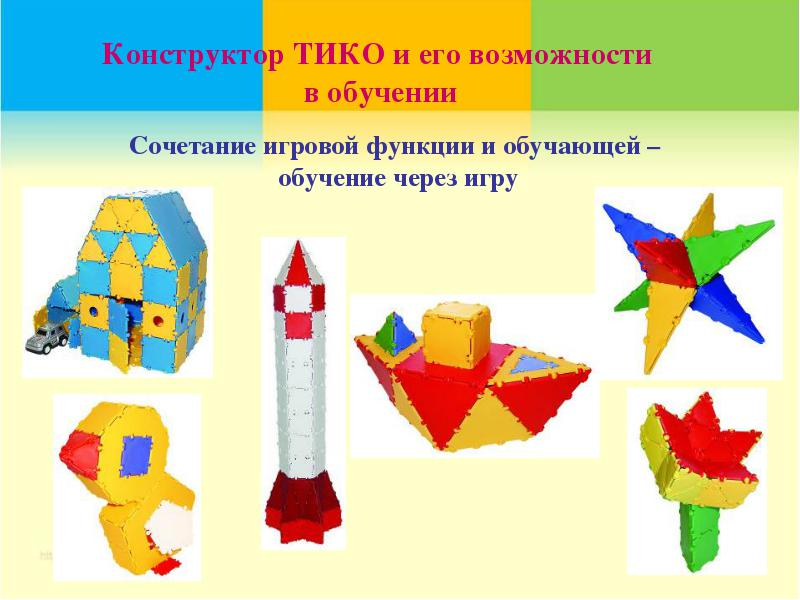 Конструктор ТИКО и его возможности
в обучении
Сочетание игровой функции и обучающей –
обучение через игру